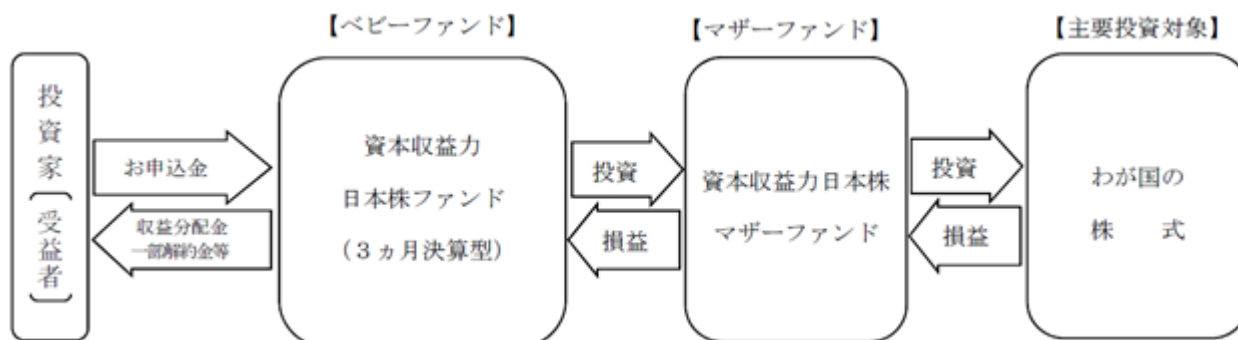 【ベビーファンド】
【マザーファンド】
【主要投資対象】
投資家(受益者)
お申込金
収益分配金
一部解約金等
資本収益力
日本株ファンド
(3ヵ月決算型)
投資
損益
資本収益力日本株
マザーファンド
投資
損益
わが国の
株 式